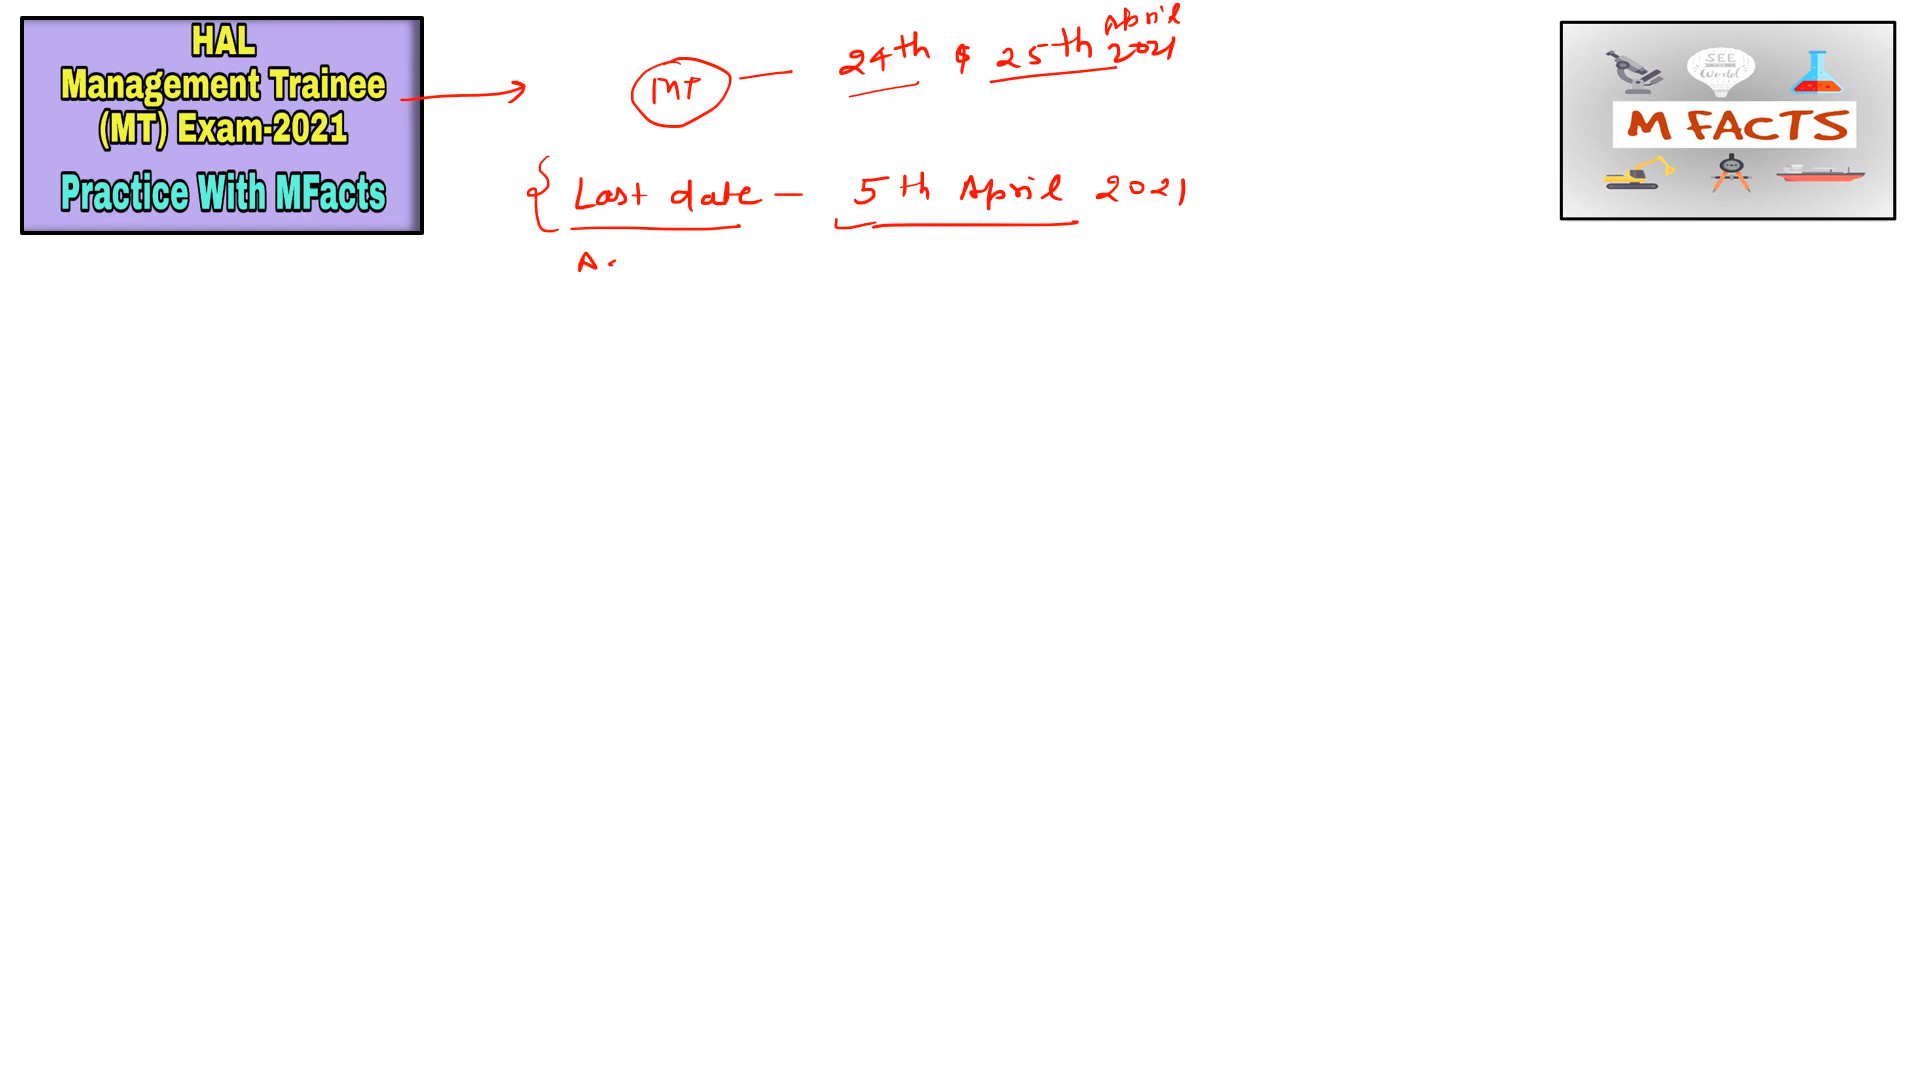 HAL
Management Trainee
(MT) Exam-2021
Practice With MFacts
MT — 24th & 25th April 2021
Last date — 5th April 2021
A.
SEE
THE
World
M FACTS